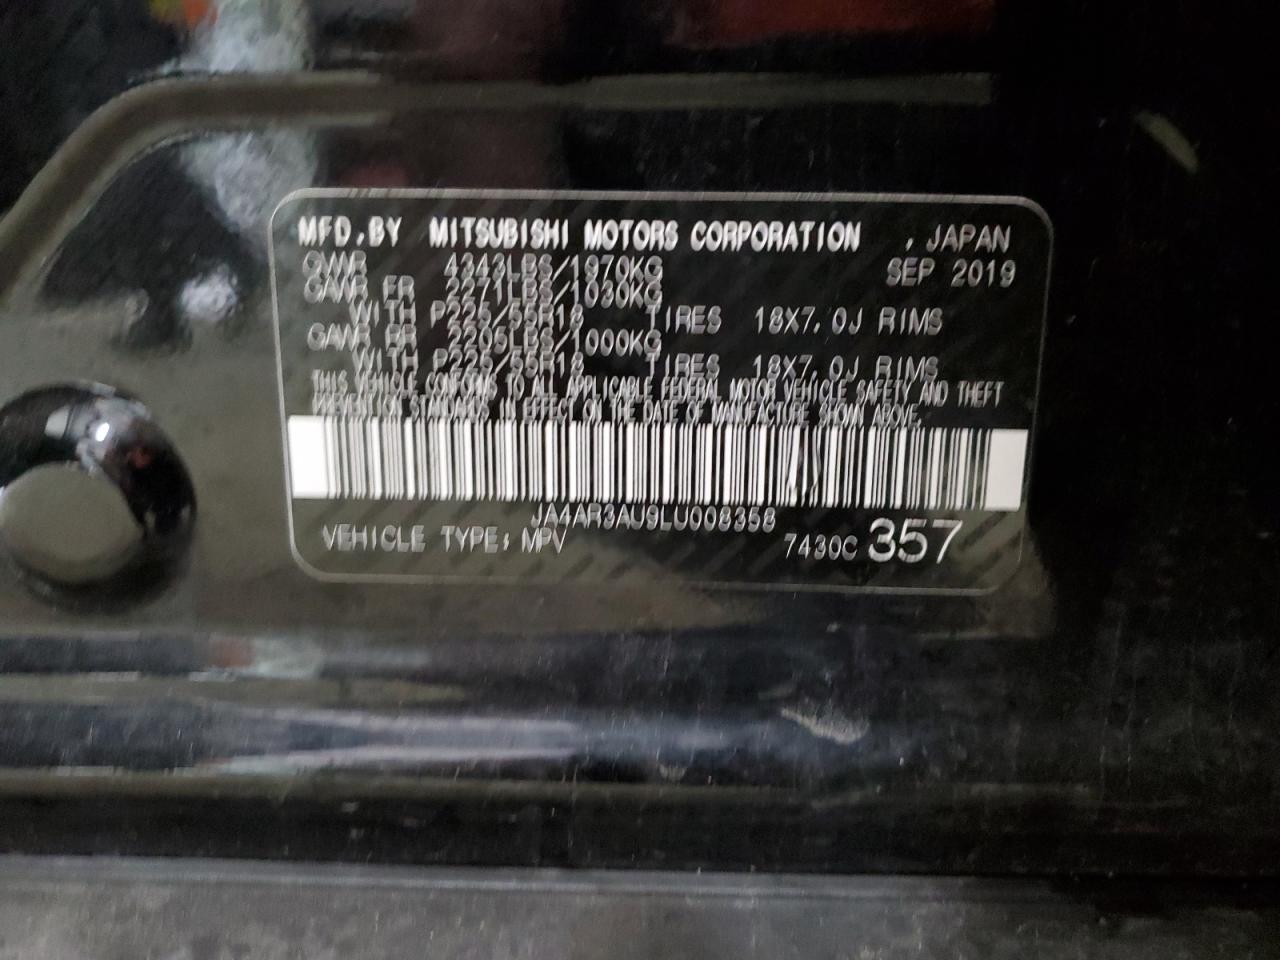 MFD.BY MITSUBISHI MOTORS CORPORATION , JAPAN
GVWR 4343LBS/1970KG SEP 2019
GAWR FR 2271LBS/1030KG
WITH P225/55R18 TIRES 18X7.0J RIMS
GAWR RR 2205LBS/1000KG
WITH P225/55R18 TIRES 18X7.0J RIMS
THIS VEHICLE CONFORMS TO ALL APPLICABLE FEDERAL MOTOR VEHICLE SAFETY AND THEFT
PREVENTION STANDARDS IN EFFECT ON THE DATE OF MANUFACTURE SHOWN ABOVE.
JA4AR3AU9LU008358
VEHICLE TYPE: MPV 7430C 357